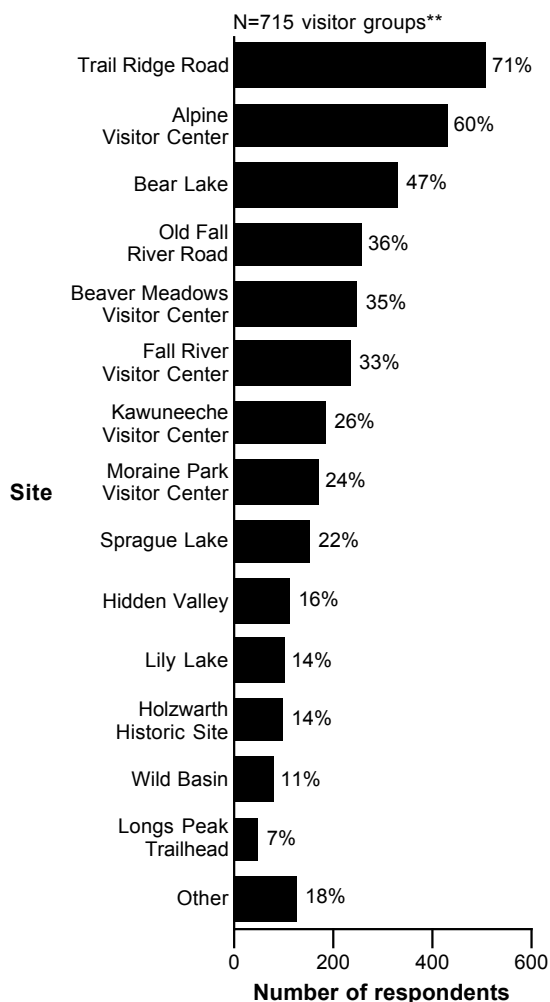 N=715 visitor groups**
Trail Ridge Road
71%
Alpine
Visitor Center
60%
Bear Lake
47%
Old Fall
River Road
36%
Beaver Meadows
Visitor Center
35%
Fall River
Visitor Center
33%
Kawuneeche
Visitor Center
26%
Site
Moraine Park
Visitor Center
24%
Sprague Lake
22%
Hidden Valley
16%
Lily Lake
14%
Holzwarth
Historic Site
14%
Wild Basin
11%
Longs Peak
Trailhead
7%
Other
18%
0 200 400 600
Number of respondents